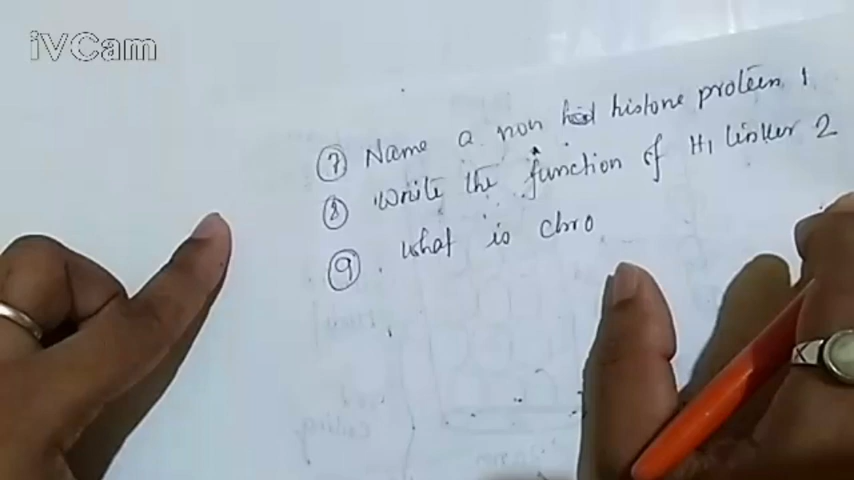 iVCam
7 Name a non histone protein 1
8 Write the function of H1 linker 2
9. What is chro